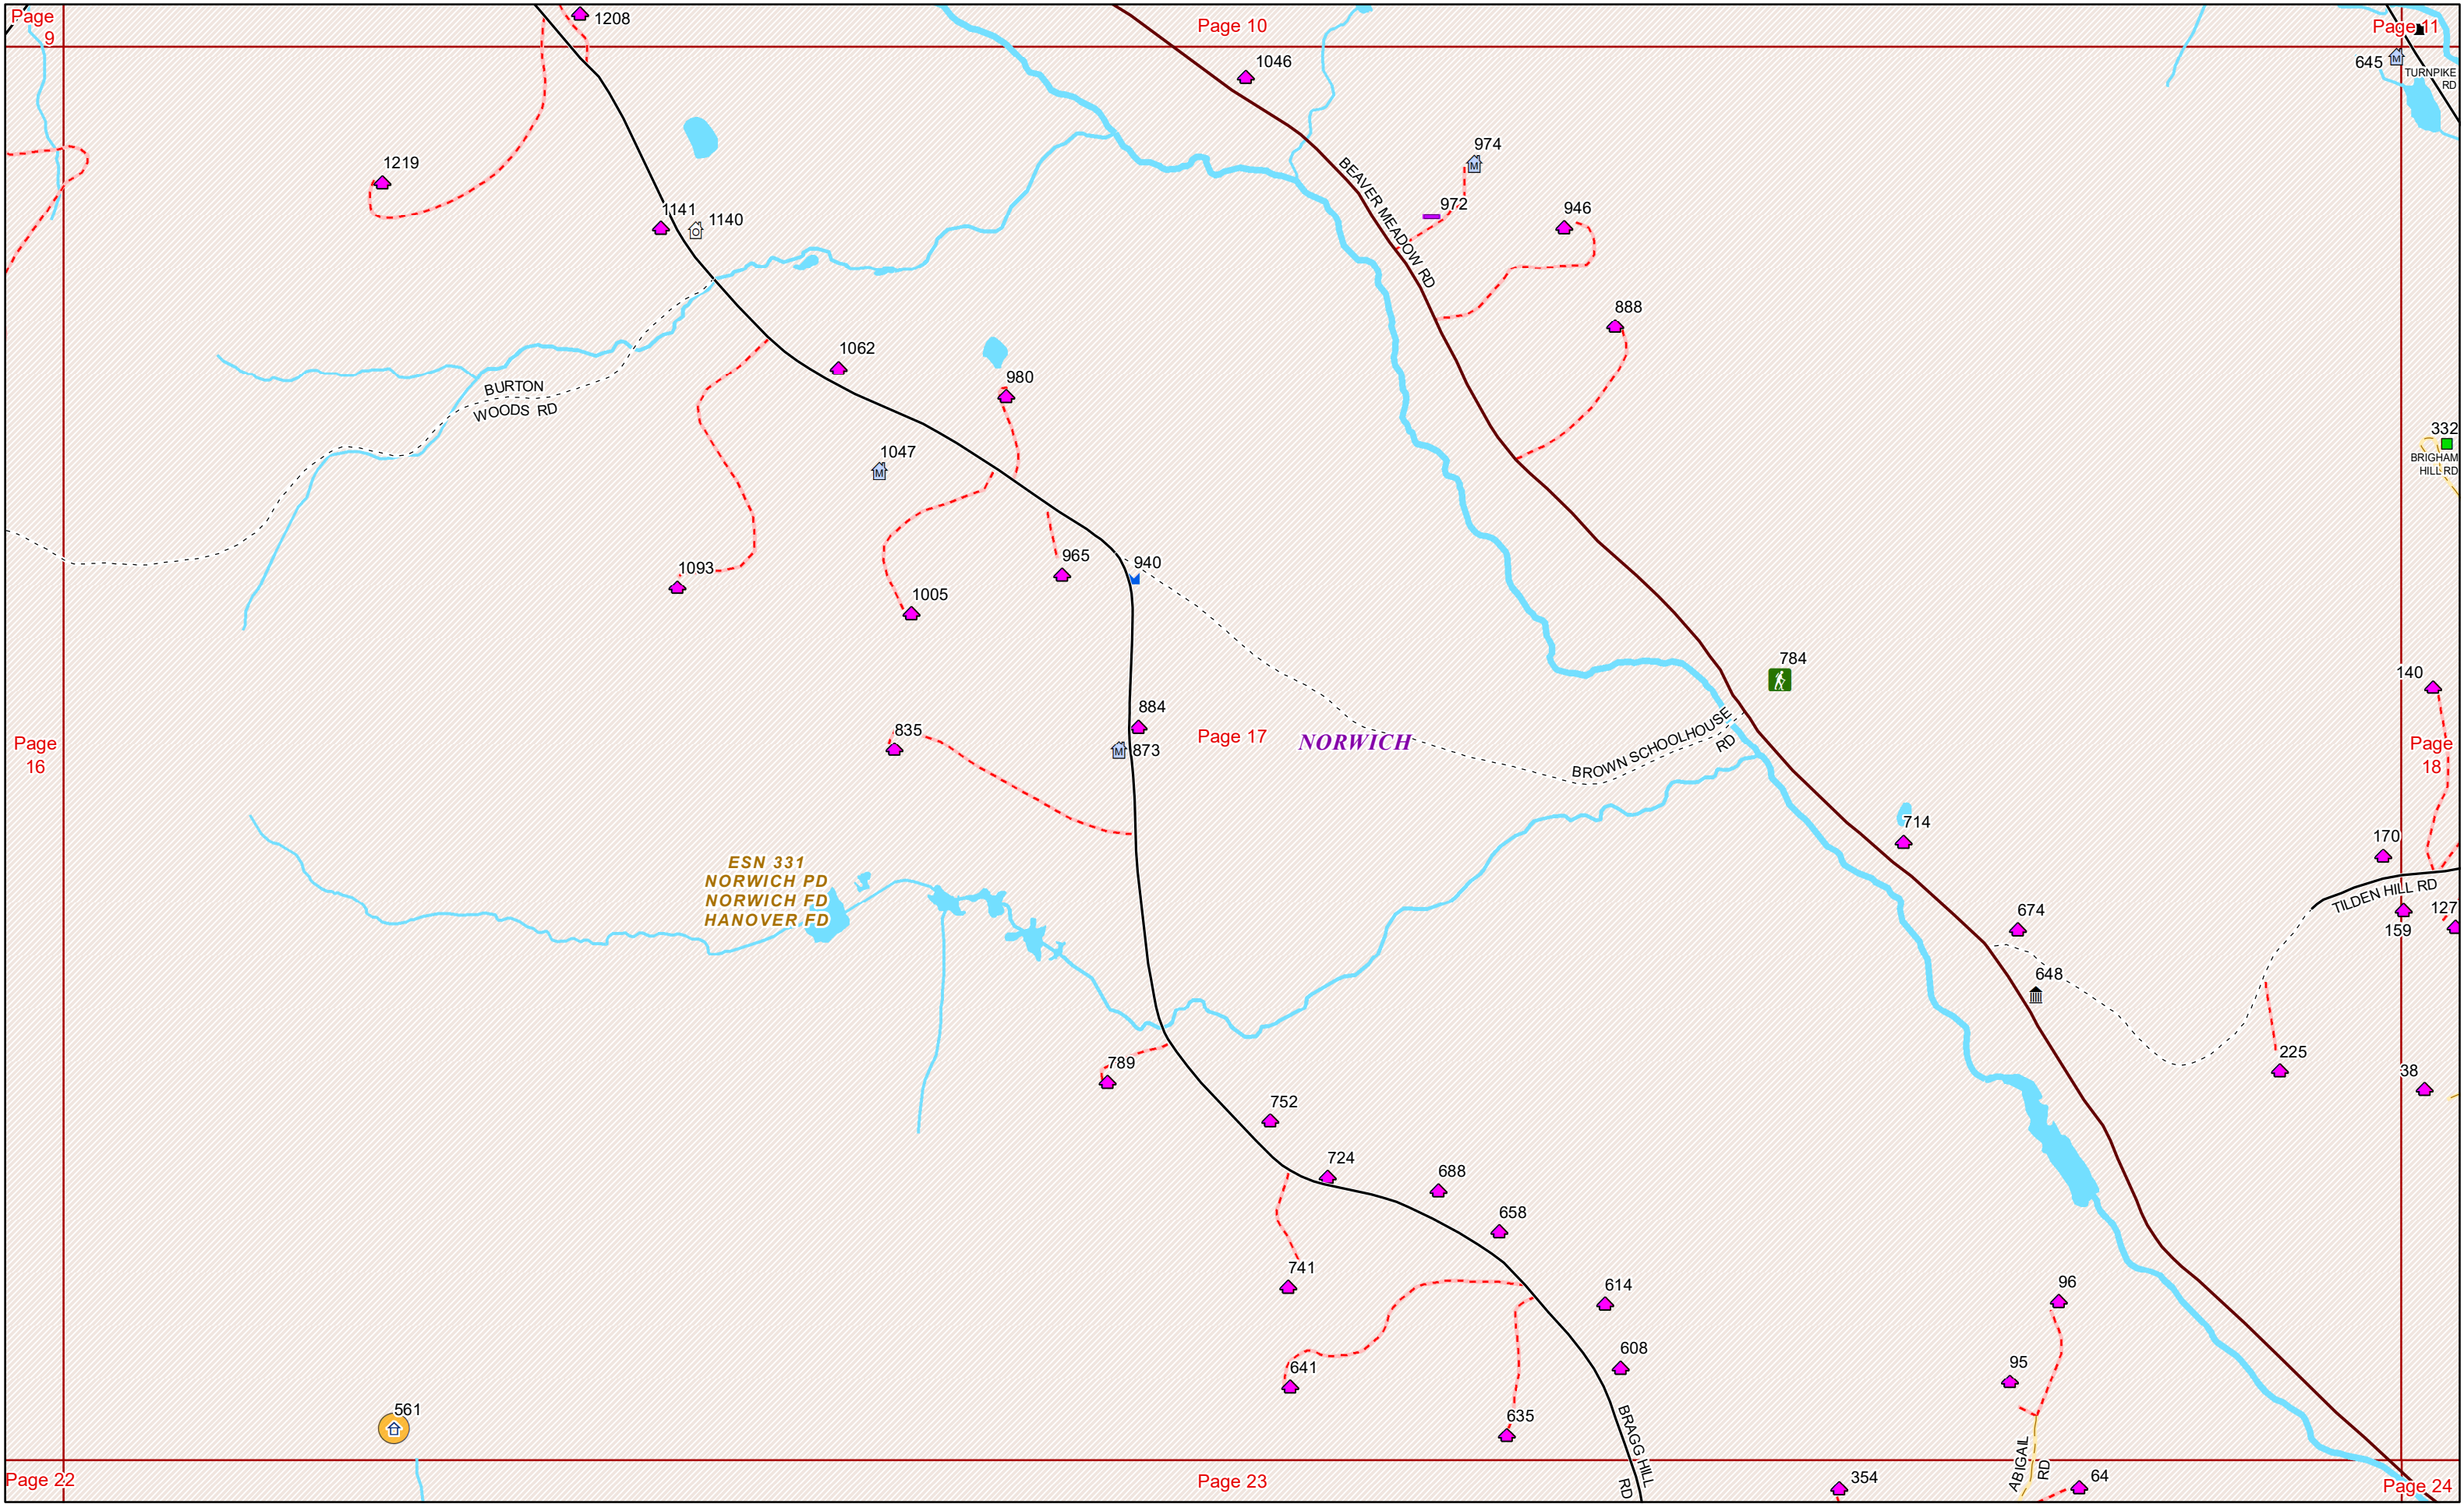 Page
9
1208
Page 10
Page 11
1046
645
TURNPIKE
RD
974
1219
BEAVER MEADOW RD
972
946
1141
1140
888
1062
980
BURTON
WOODS RD
332
BRIGHAM
HILL RD
1047
965
940
1093
1005
784
140
884
835
873
Page 17
NORWICH
BROWN SCHOOLHOUSE
RD
Page
16
Page
18
714
170
ESN 331
NORWICH PD
NORWICH FD
HANOVER FD
TILDEN HILL RD
674
127
159
648
225
38
789
752
724
688
658
741
614
96
608
95
641
561
635
BRAGG HILL
RD
ABIGAIL
RD
Page 22
Page 23
354
64
Page 24